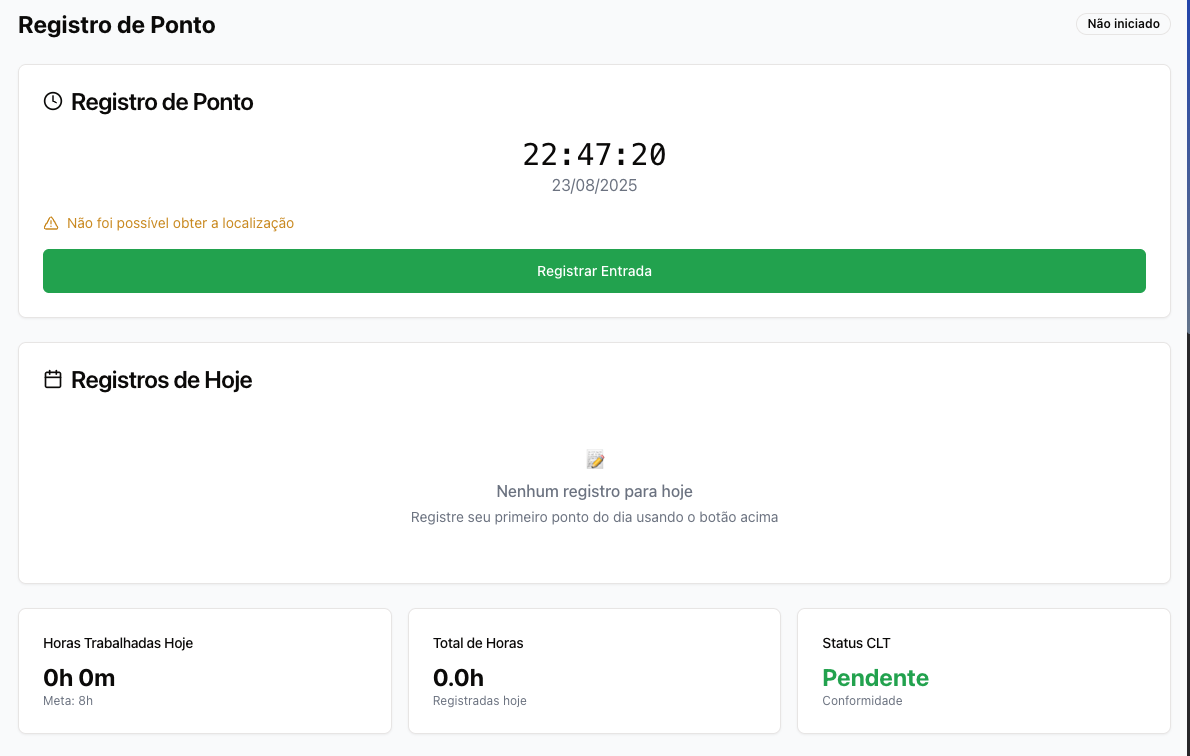 Registro de Ponto
Não iniciado
Registro de Ponto
22:47:20
23/08/2025
Não foi possível obter a localização
Registrar Entrada
Registros de Hoje
Nenhum registro para hoje
Registre seu primeiro ponto do dia usando o botão acima
Horas Trabalhadas Hoje
0h 0m
Meta: 8h
Total de Horas
0.0h
Registradas hoje
Status CLT
Pendente
Conformidade